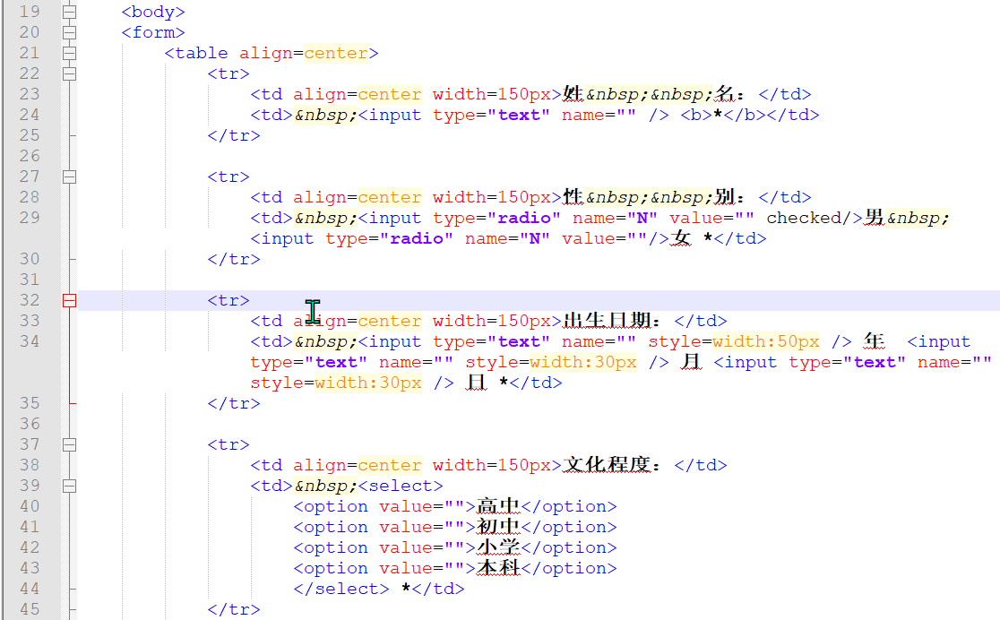 19 <body>
20 <form>
21 <table align=center>
22 <tr>
23 <td align=center width=150px>姓&nbsp;&nbsp;名：</td>
24 <td>&nbsp;<input type="text" name="" /> <b>*</b></td>
25 </tr>
26
27 <tr>
28 <td align=center width=150px>性&nbsp;&nbsp;别：</td>
29 <td>&nbsp;<input type="radio" name="N" value="" checked/>男&nbsp;
<input type="radio" name="N" value=""/>女 *</td>
30 </tr>
31
32 <tr>
33 <td align=center width=150px>出生日期：</td>
34 <td>&nbsp;<input type="text" name="" style=width:50px /> 年  <input
type="text" name="" style=width:30px /> 月 <input type="text" name=""
style=width:30px /> 日 *</td>
35 </tr>
36
37 <tr>
38 <td align=center width=150px>文化程度：</td>
39 <td>&nbsp;<select>
40 <option value="">高中</option>
41 <option value="">初中</option>
42 <option value="">小学</option>
43 <option value="">本科</option>
44 </select> *</td>
45 </tr>